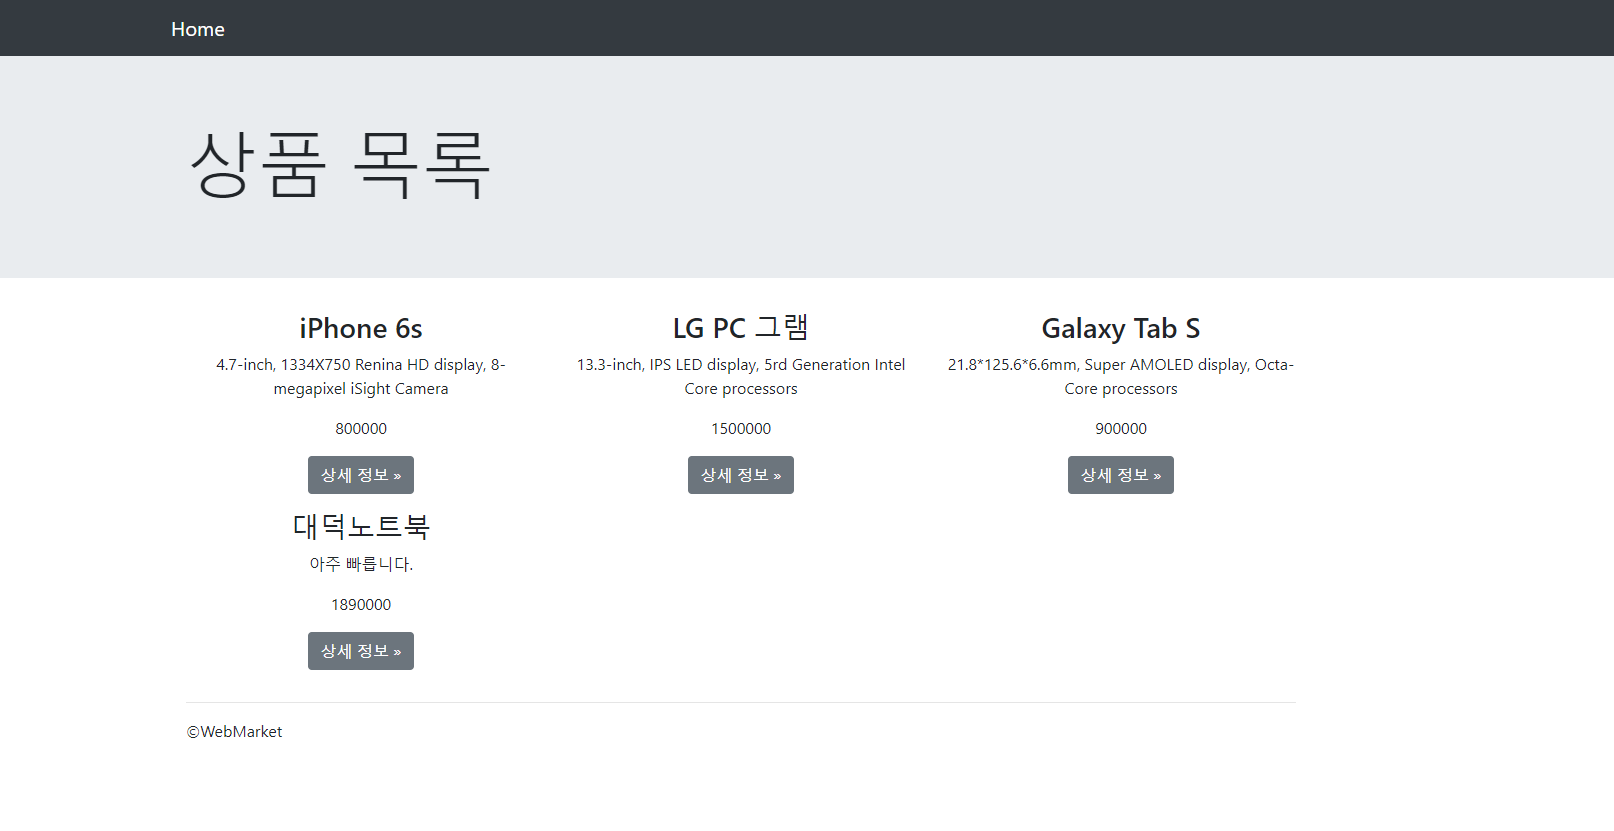 Home
상품 목록
iPhone 6s
4.7-inch, 1334X750 Renina HD display, 8-
megapixel iSight Camera
800000
상세 정보 »
LG PC 그램
13.3-inch, IPS LED display, 5rd Generation Intel
Core processors
1500000
상세 정보 »
Galaxy Tab S
21.8*125.6*6.6mm, Super AMOLED display, Octa-
Core processors
900000
상세 정보 »
대덕노트북
아주 빠릅니다.
1890000
상세 정보 »
©WebMarket